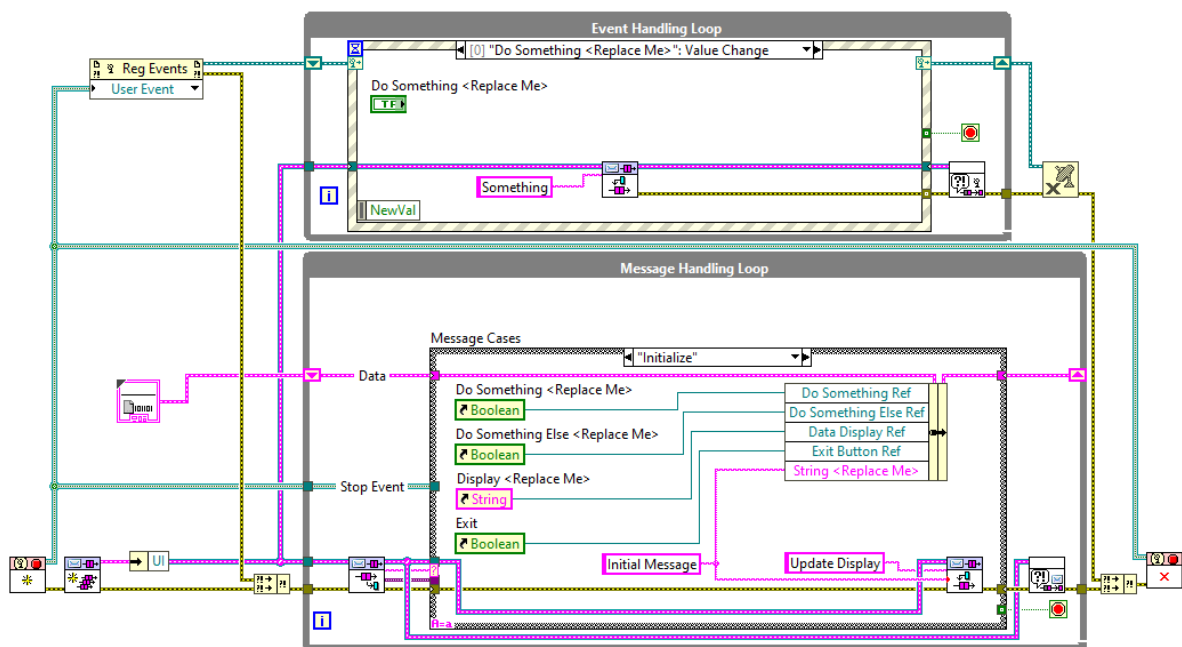 Event Handling Loop
[0] "Do Something <Replace Me>": Value Change
Reg Events
User Event
Do Something <Replace Me>
TF
Something
i
NewVal
Message Handling Loop
Message Cases
"Initialize"
Data
Do Something <Replace Me>
Boolean
Do Something Ref
Do Something Else Ref
Do Something Else <Replace Me>
Data Display Ref
Boolean
Exit Button Ref
Display <Replace Me>
String <Replace Me>
Stop Event
String
Exit
Boolean
UI
Initial Message
Update Display
i
A=a